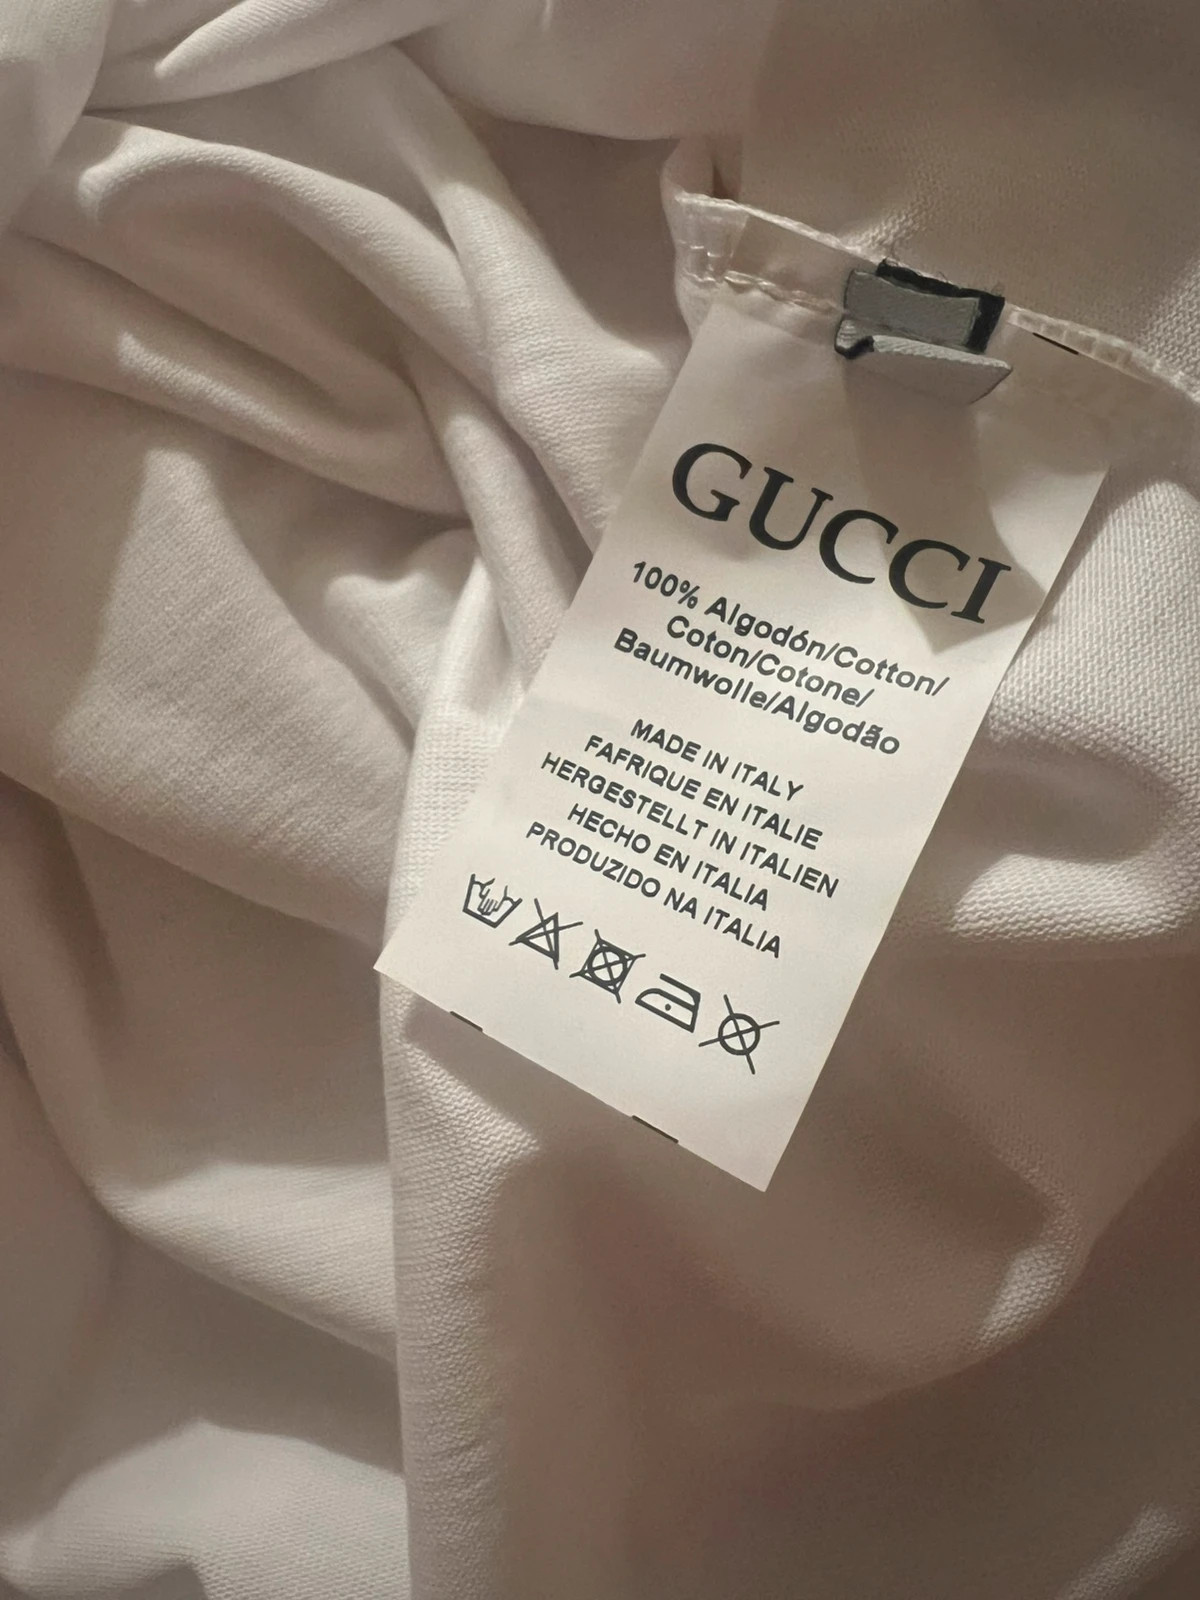 GUCCI
100% Algodón/Cotton/
Coton/Cotone/
Baumwolle/Algodão
MADE IN ITALY
FAFRIQUE EN ITALIE
HERGESTELLT IN ITALIEN
HECHO EN ITALIA
PRODUZIDO NA ITALIA